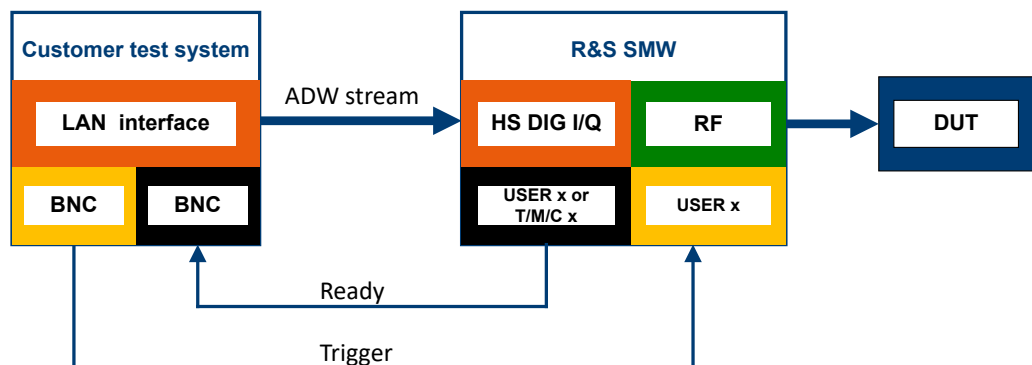 Customer test system
R&S SMW
ADW stream
LAN interface
HS DIG I/Q
RF
DUT
BNC
BNC
USER x or
T/M/C x
USER x
Ready
Trigger